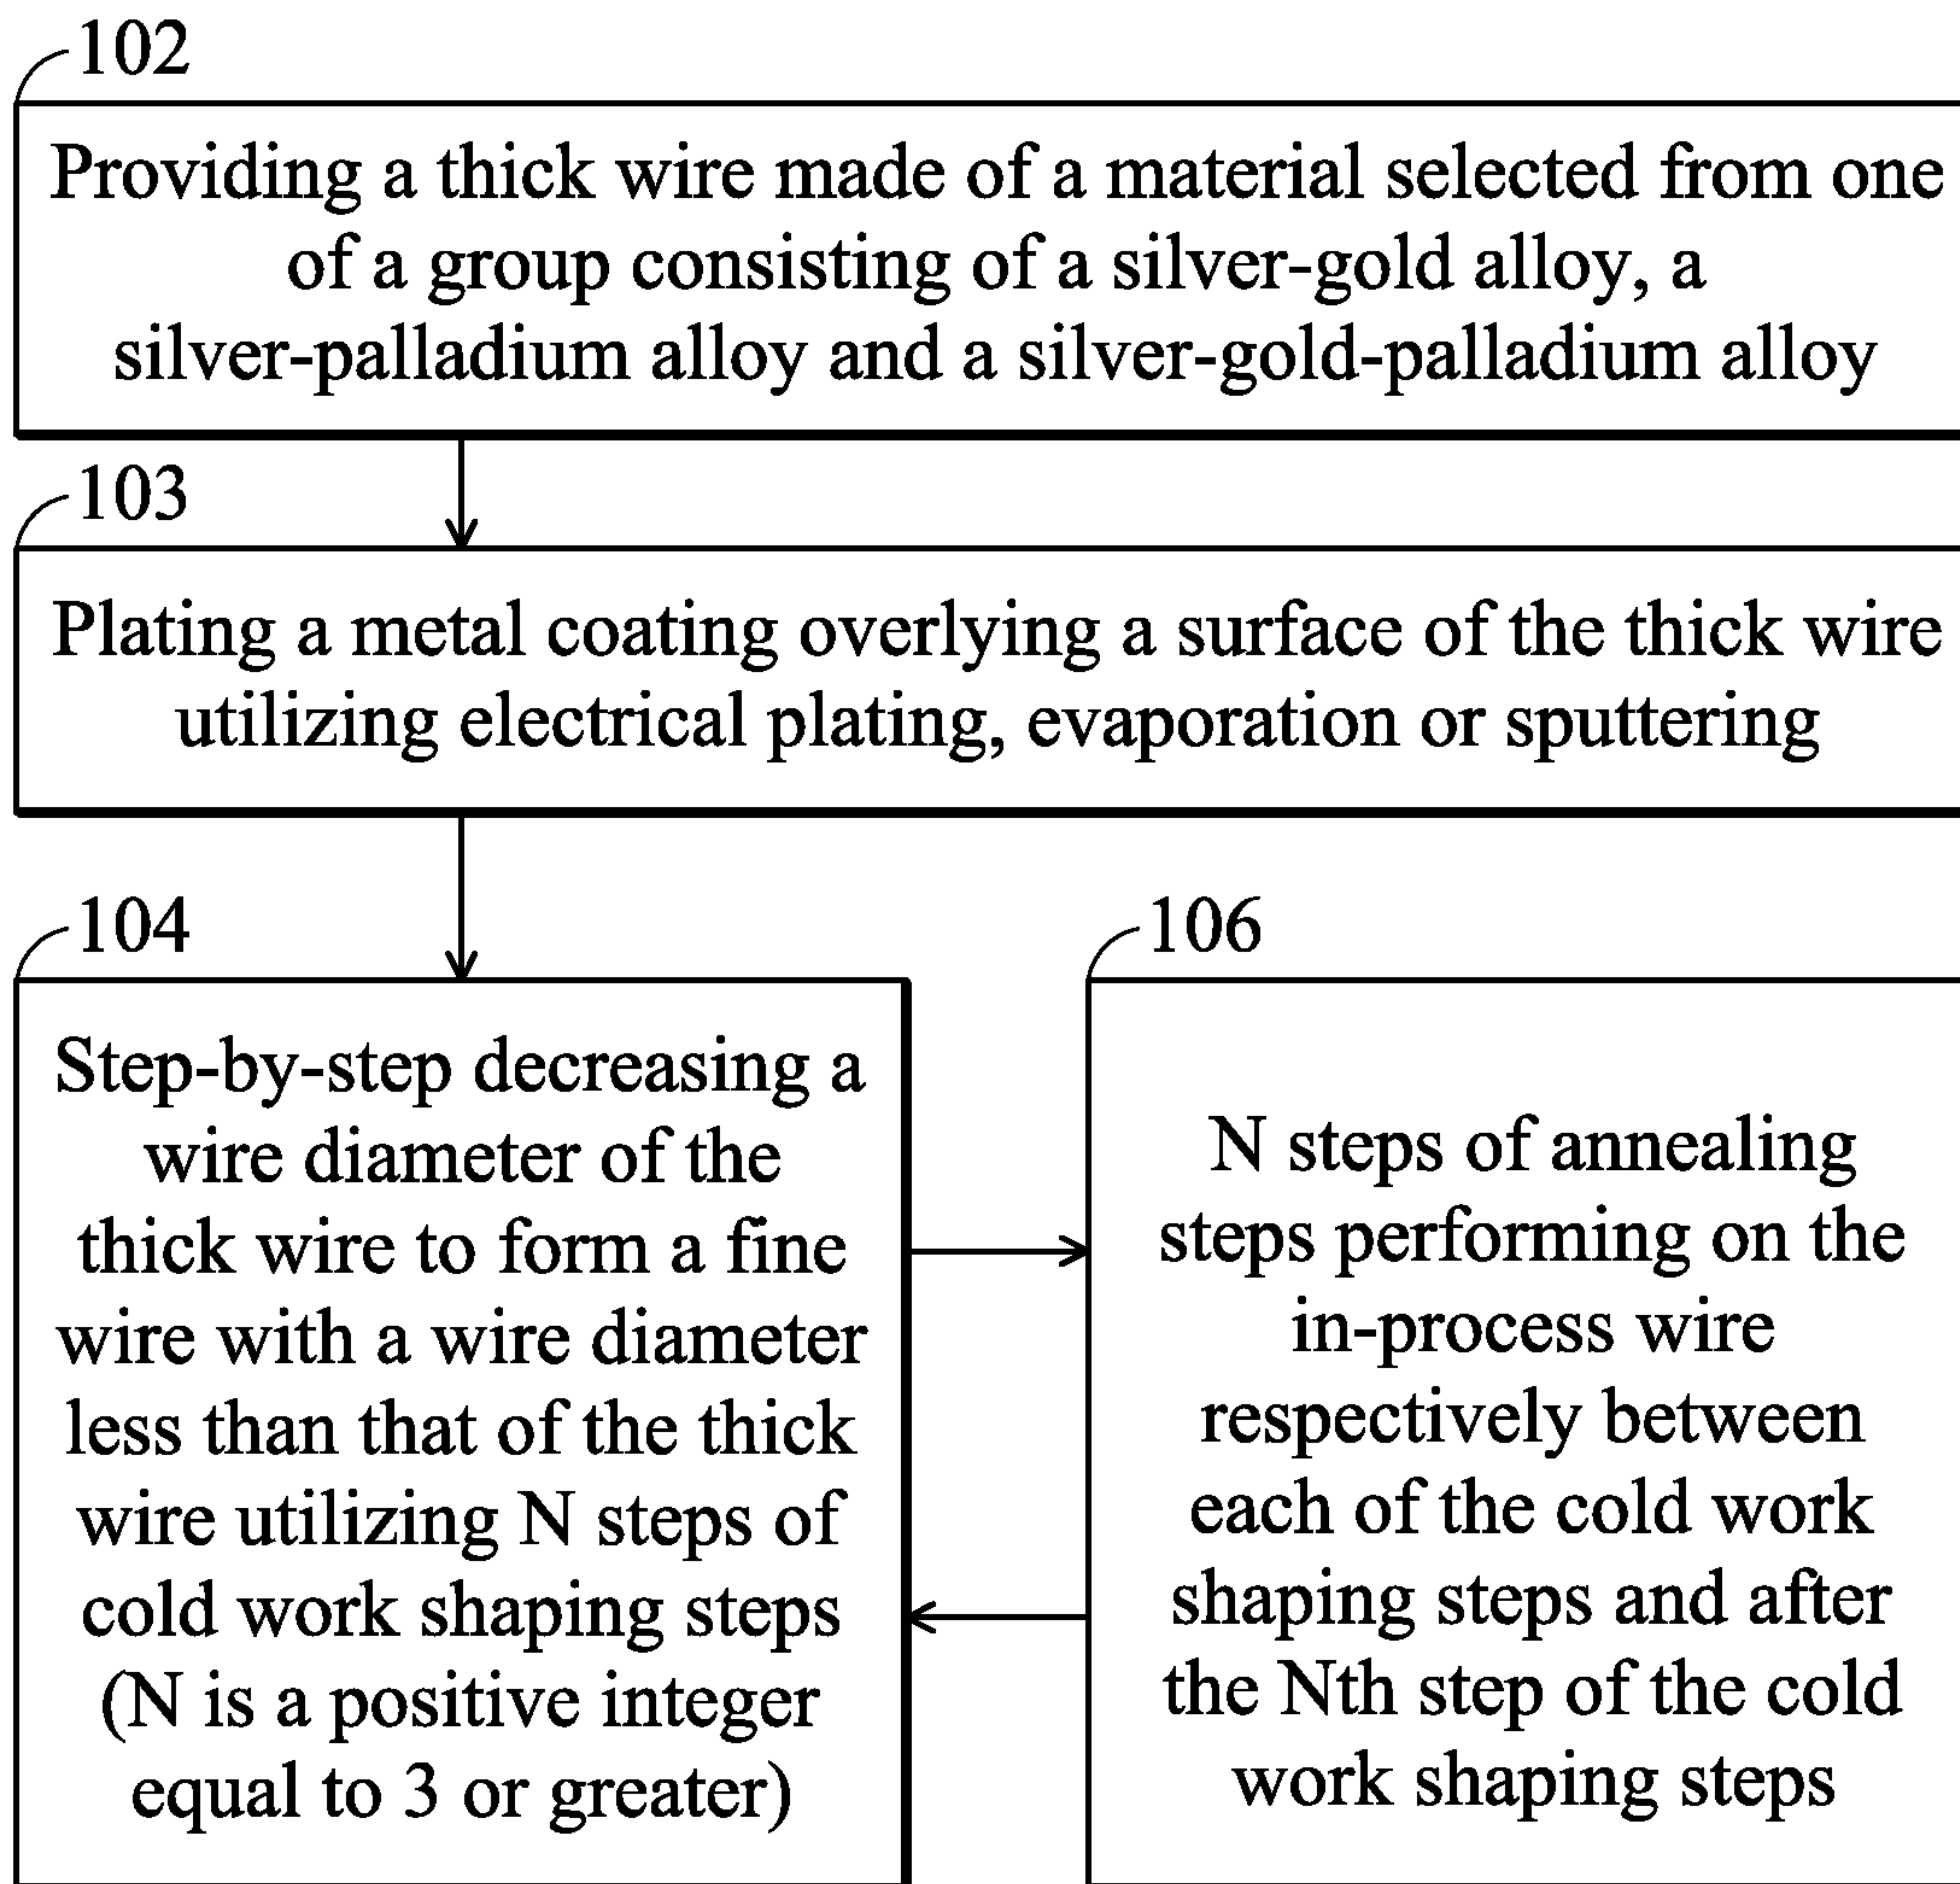 102
Providing a thick wire made of a material selected from one
of a group consisting of a silver-gold alloy, a
silver-palladium alloy and a silver-gold-palladium alloy
103
Plating a metal coating overlying a surface of the thick wire
utilizing electrical plating, evaporation or sputtering
104
Step-by-step decreasing a
wire diameter of the
thick wire to form a fine
wire with a wire diameter
less than that of the thick
wire utilizing N steps of
cold work shaping steps
(N is a positive integer
equal to 3 or greater)
106
N steps of annealing
steps performing on the
in-process wire
respectively between
each of the cold work
shaping steps and after
the Nth step of the cold
work shaping steps